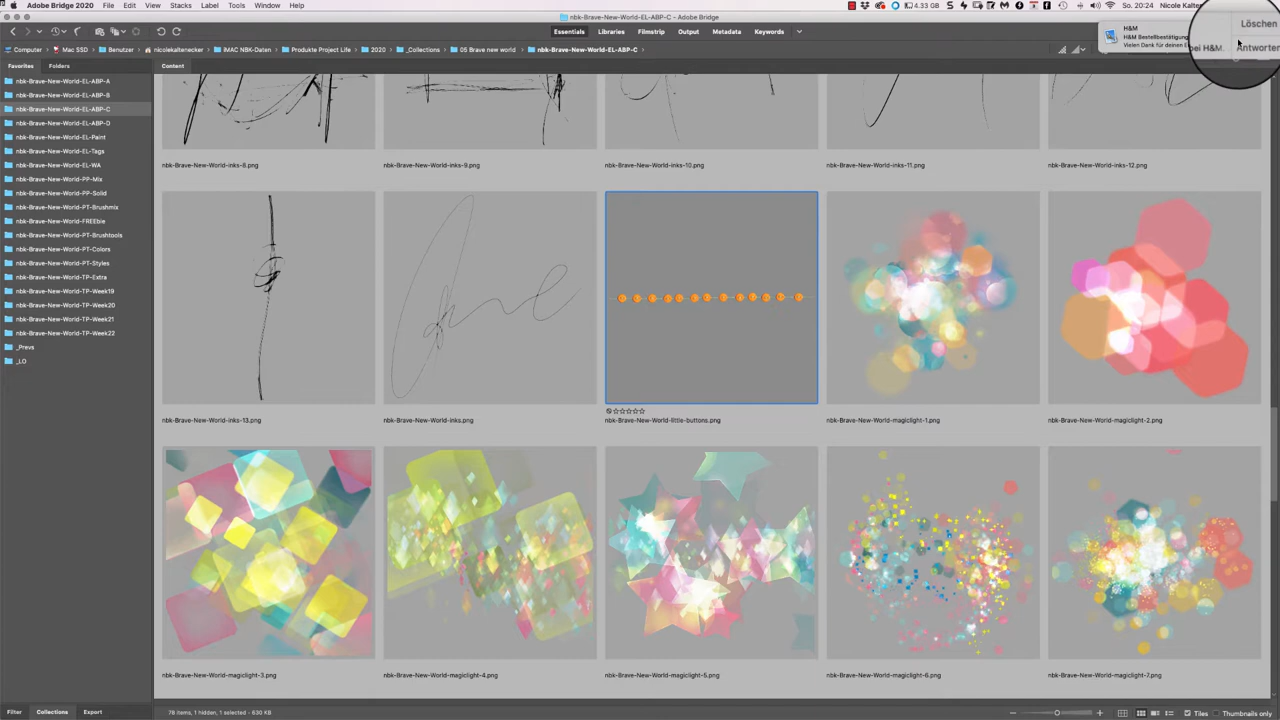 Adobe Bridge 2020 File Edit View Stacks Label Tools Window Help 4.33 GB So. 20:24 Nicole Kalten
nbk-Brave-New-World-EL-ABP-C – Adobe Bridge
Essentials Libraries Filmstrip Output Metadata Keywords
Computer Mac SSD Benutzer nicolekaltenecker iMAC NBK-Daten Produkte Project Life 2020 _Collections 05 Brave new world nbk-Brave-New-World-EL-ABP-C
H&M
H&M Bestellbestätigung
Vielen Dank für deinen
bei H&M.
Löschen
Antworten
Favorites Folders
Content
nbk-Brave-New-World-EL-ABP-A
nbk-Brave-New-World-EL-ABP-B
nbk-Brave-New-World-EL-ABP-C
nbk-Brave-New-World-EL-ABP-D
nbk-Brave-New-World-EL-Paint
nbk-Brave-New-World-EL-Tags
nbk-Brave-New-World-EL-WA
nbk-Brave-New-World-PP-Mix
nbk-Brave-New-World-PP-Solid
nbk-Brave-New-World-PT-Brushmix
nbk-Brave-New-World-FREEbie
nbk-Brave-New-World-PT-Brushtools
nbk-Brave-New-World-PT-Colors
nbk-Brave-New-World-PT-Styles
nbk-Brave-New-World-TP-Extra
nbk-Brave-New-World-TP-Week19
nbk-Brave-New-World-TP-Week20
nbk-Brave-New-World-TP-Week21
nbk-Brave-New-World-TP-Week22
_Prevs
_LO
nbk-Brave-New-World-inks-8.png
nbk-Brave-New-World-inks-9.png
nbk-Brave-New-World-inks-10.png
nbk-Brave-New-World-inks-11.png
nbk-Brave-New-World-inks-12.png
nbk-Brave-New-World-inks-13.png
nbk-Brave-New-World-inks.png
nbk-Brave-New-World-little-buttons.png
nbk-Brave-New-World-magiclight-1.png
nbk-Brave-New-World-magiclight-2.png
nbk-Brave-New-World-magiclight-3.png
nbk-Brave-New-World-magiclight-4.png
nbk-Brave-New-World-magiclight-5.png
nbk-Brave-New-World-magiclight-6.png
nbk-Brave-New-World-magiclight-7.png
Filter Collections Export
78 items, 1 hidden, 1 selected - 630 KB
Tiles Thumbnails only